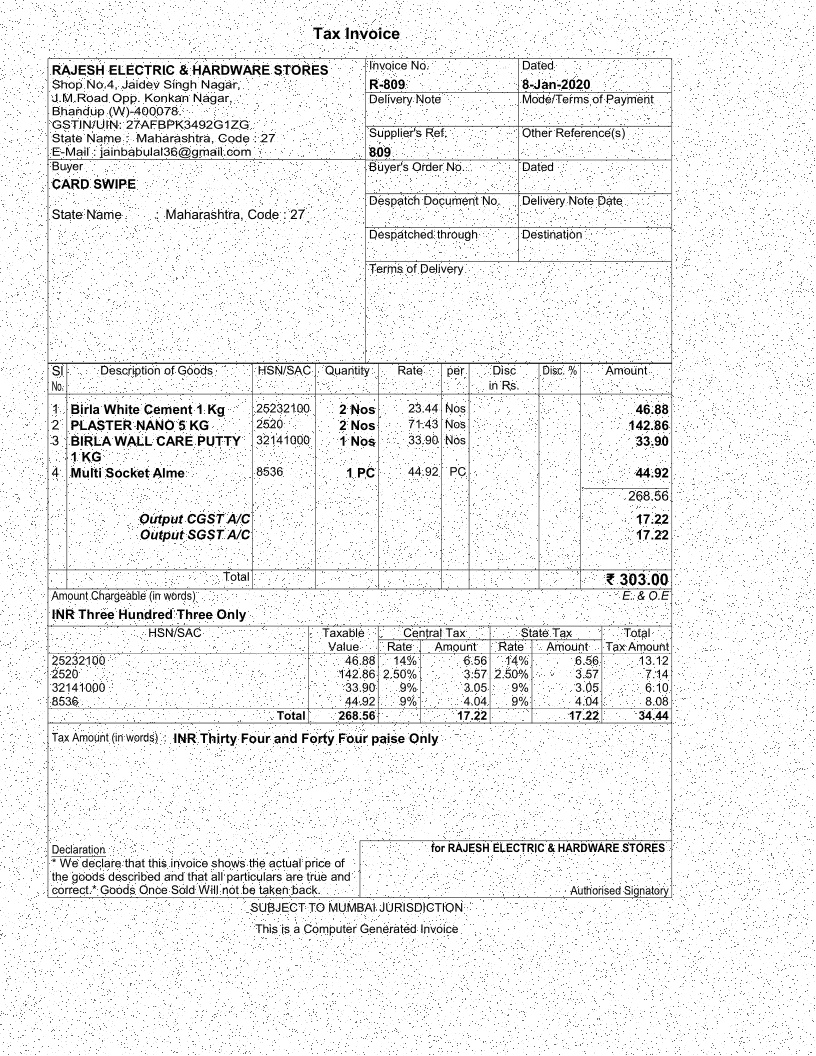 Tax Invoice
RAJESH ELECTRIC & HARDWARE STORES
Shop No.4, Jaidev Singh Nagar,
J.M.Road Opp. Konkan Nagar,
Bhandup (W)-400078.
GSTIN/UIN: 27AFBPK3492G1ZG
State Name : Maharashtra, Code : 27
E-Mail : jainbabulal36@gmail.com
Invoice No. Dated
R-809 8-Jan-2020
Delivery Note Mode/Terms of Payment
Supplier's Ref. Other Reference(s)
809
Buyer
CARD SWIPE
State Name : Maharashtra, Code : 27
Buyer's Order No. Dated
Despatch Document No. Delivery Note Date
Despatched through Destination
Terms of Delivery
Sl Description of Goods HSN/SAC Quantity Rate per Disc Disc. % Amount
No. in Rs.
1 Birla White Cement 1 Kg 25232100 2 Nos 23.44 Nos 46.88
2 PLASTER NANO 5 KG 2520 2 Nos 71.43 Nos 142.86
3 BIRLA WALL CARE PUTTY 32141000 1 Nos 33.90 Nos 33.90
1 KG
4 Multi Socket Alme 8536 1 PC 44.92 PC 44.92
268.56
Output CGST A/C 17.22
Output SGST A/C 17.22
Total ₹ 303.00
Amount Chargeable (in words) E. & O.E
INR Three Hundred Three Only
HSN/SAC Taxable Central Tax State Tax Total
Value Rate Amount Rate Amount Tax Amount
25232100 46.88 14% 6.56 14% 6.56 13.12
2520 142.86 2.50% 3.57 2.50% 3.57 7.14
32141000 33.90 9% 3.05 9% 3.05 6.10
8536 44.92 9% 4.04 9% 4.04 8.08
Total 268.56 17.22 17.22 34.44
Tax Amount (in words) : INR Thirty Four and Forty Four paise Only
Declaration
* We declare that this invoice shows the actual price of
the goods described and that all particulars are true and
correct.* Goods Once Sold Will not be taken back.
for RAJESH ELECTRIC & HARDWARE STORES
Authorised Signatory
SUBJECT TO MUMBAI JURISDICTION
This is a Computer Generated Invoice